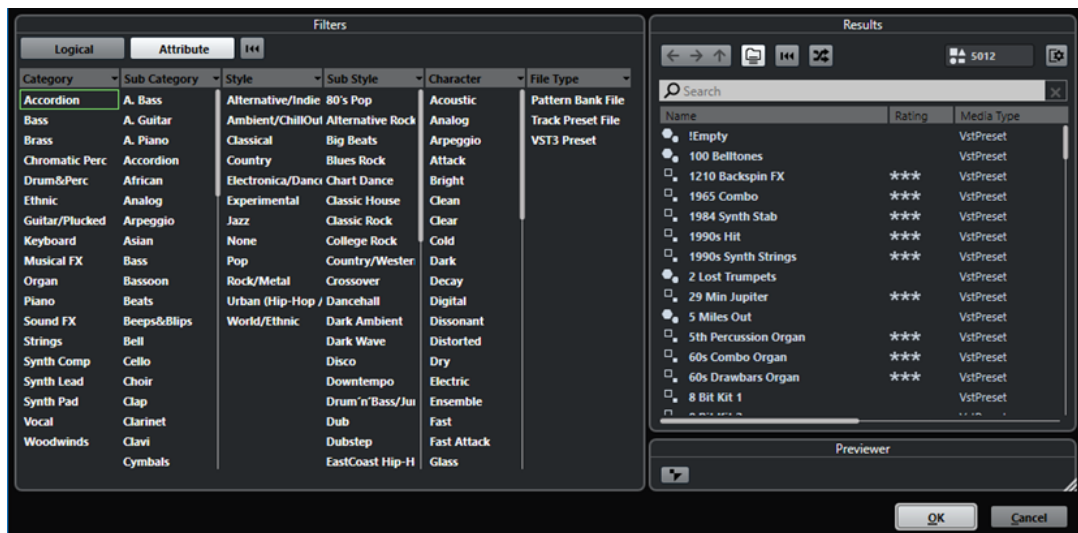 Filters
Logical
Attribute
Category
Sub Category
Style
Sub Style
Character
File Type
Accordion
Bass
Brass
Chromatic Perc
Drum&Perc
Ethnic
Guitar/Plucked
Keyboard
Musical FX
Organ
Piano
Sound FX
Strings
Synth Comp
Synth Lead
Synth Pad
Vocal
Woodwinds
A. Bass
A. Guitar
A. Piano
Accordion
African
Analog
Arpeggio
Asian
Bass
Bassoon
Beats
Beeps&Blips
Bell
Cello
Choir
Clap
Clarinet
Clavi
Cymbals
Alternative/Indie
Ambient/ChillOut
Classical
Country
Electronica/Danc
Experimental
Jazz
None
Pop
Rock/Metal
Urban (Hip-Hop /
World/Ethnic
80's Pop
Alternative Rock
Big Beats
Blues Rock
Chart Dance
Classic House
Classic Rock
College Rock
Country/Wester
Crossover
Dancehall
Dark Ambient
Dark Wave
Disco
Downtempo
Drum´n´Bass/Ju
Dub
Dubstep
EastCoast Hip-H
Acoustic
Analog
Arpeggio
Attack
Bright
Clean
Clear
Cold
Dark
Decay
Digital
Dissonant
Distorted
Dry
Electric
Ensemble
Fast
Fast Attack
Glass
Pattern Bank File
Track Preset File
VST3 Preset
Results
5012
Search
Name Rating Media Type
!Empty VstPreset
100 Belltones VstPreset
1210 Backspin FX *** VstPreset
1965 Combo *** VstPreset
1984 Synth Stab *** VstPreset
1990s Hit *** VstPreset
1990s Synth Strings *** VstPreset
2 Lost Trumpets VstPreset
29 Min Jupiter *** VstPreset
5 Miles Out VstPreset
5th Percussion Organ *** VstPreset
60s Combo Organ *** VstPreset
60s Drawbars Organ *** VstPreset
8 Bit Kit 1 VstPreset
Previewer
OK
Cancel